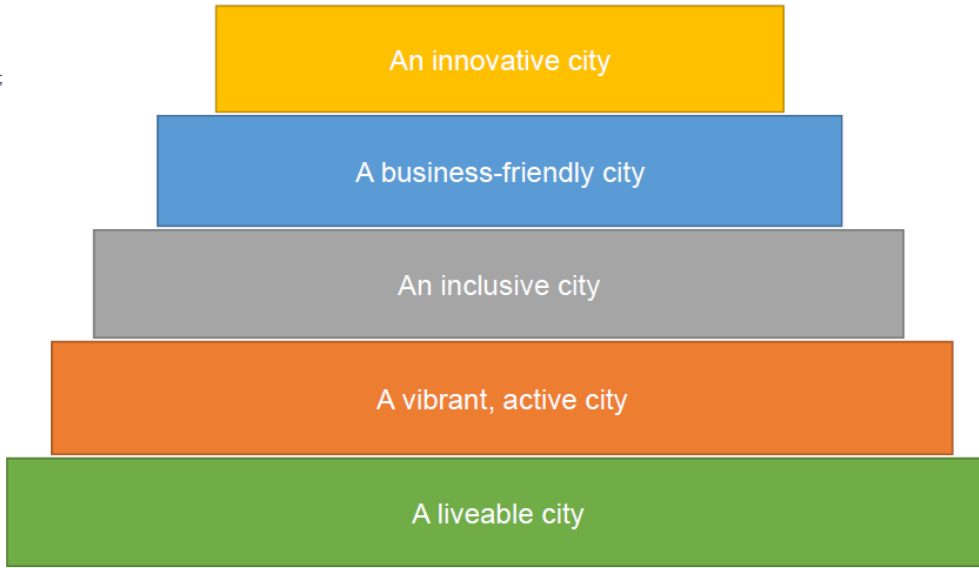 An innovative city
A business-friendly city
An inclusive city
A vibrant, active city
A liveable city